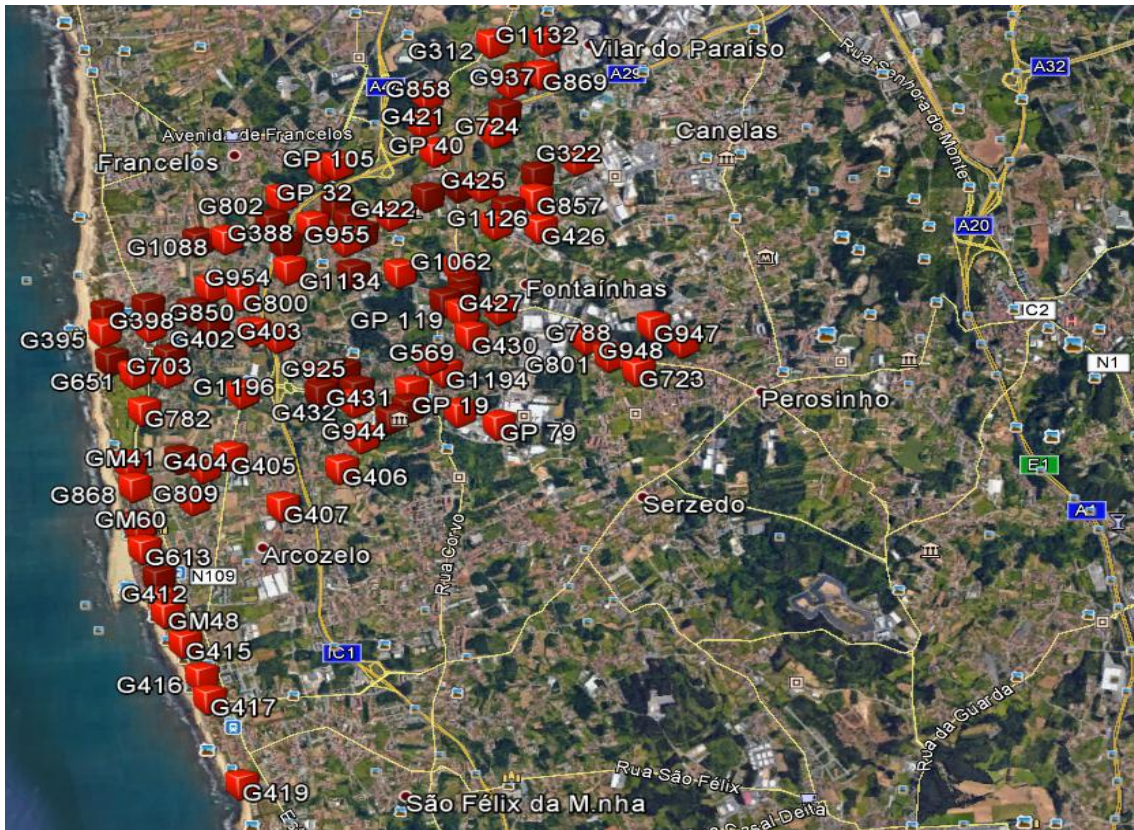 G312
G1132
Vilar do Paraíso
A32
Rua Senhora do Monte
G937
G869
A29
G858
G421
G724
Canelas
Avenida de Francelos
Francelos
GP 105
GP 40
G322
GP 32
G425
G857
G802
G422
G1126
G426
G388
G955
G1088
A20
G954
G1134
G1062
G800
G427
Fontaínhas
GP 119
IC2
G398
G850
G395
G402
G403
G430
G788
G947
G948
G801
G569
G723
N1
G651
G703
G925
G1194
G1196
G782
G432
G431
GP 19
Perosinho
G944
GP 79
GM41
G404
G405
G406
E1
G868
G809
G407
Serzedo
A1
GM60
G613
Arcozelo
Rua Corvo
N109
G412
GM48
G415
IC1
G416
G417
Rua da Guarda
G419
São Félix da M.nha
Rua São Félix